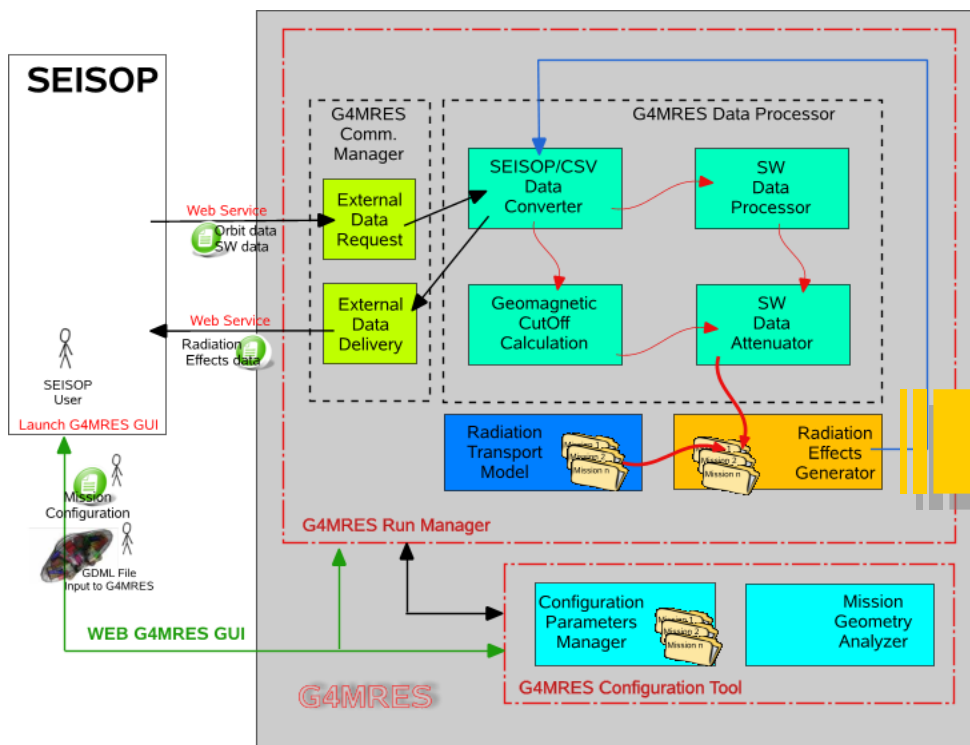 SEISOP
Web Service
Orbit data
SW data
Web Service
Radiation
Effects data
SEISOP
User
Launch G4MRES GUI
Mission
Configuration
GDML File
Input to G4MRES
WEB G4MRES GUI
G4MRES
Comm.
Manager
External
Data
Request
External
Data
Delivery
G4MRES Data Processor
SEISOP/CSV
Data
Converter
SW
Data
Processor
Geomagnetic
CutOff
Calculation
SW
Data
Attenuator
Radiation
Transport
Model
Mission 1
Mission 2
Mission n
Mission 1
Mission 2
Mission n
Radiation
Effects
Generator
G4MRES Run Manager
Configuration
Parameters
Manager
Mission 1
Mission 2
Mission n
Mission
Geometry
Analyzer
G4MRES Configuration Tool
G4MRES